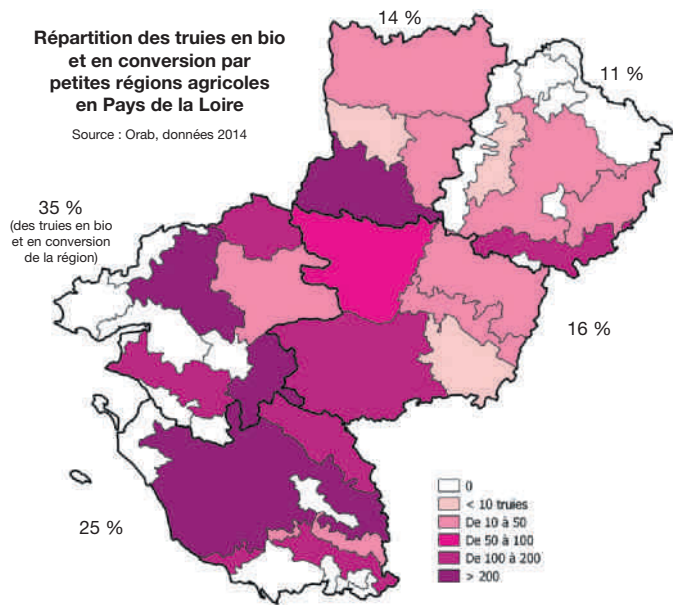 Répartition des truies en bio
et en conversion par
petites régions agricoles
en Pays de la Loire
Source : Orab, données 2014
14 %
11 %
35 %
(des truies en bio
et en conversion
de la région)
16 %
25 %
0
< 10 truies
De 10 à 50
De 50 à 100
De 100 à 200
> 200